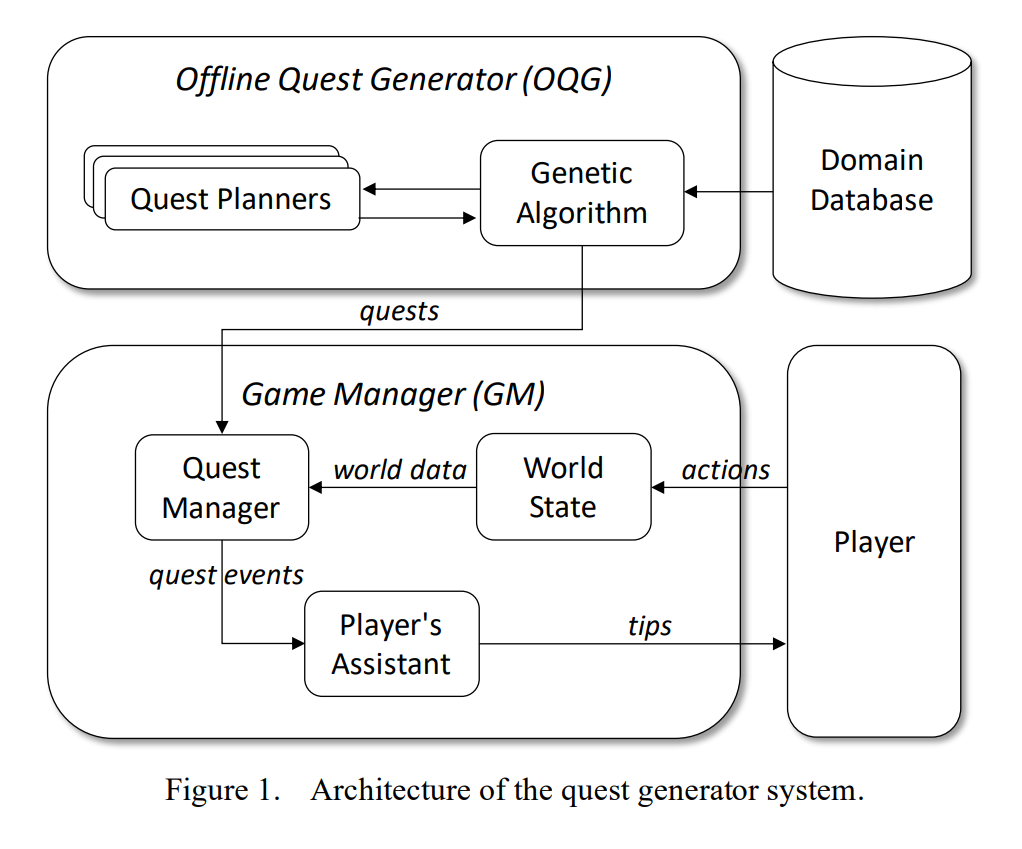 Offline Quest Generator (OQG)
Quest Planners
Genetic
Algorithm
Domain
Database
quests
Game Manager (GM)
Quest
Manager
world data
World
State
actions
Player
quest events
Player's
Assistant
tips
Figure 1. Architecture of the quest generator system.